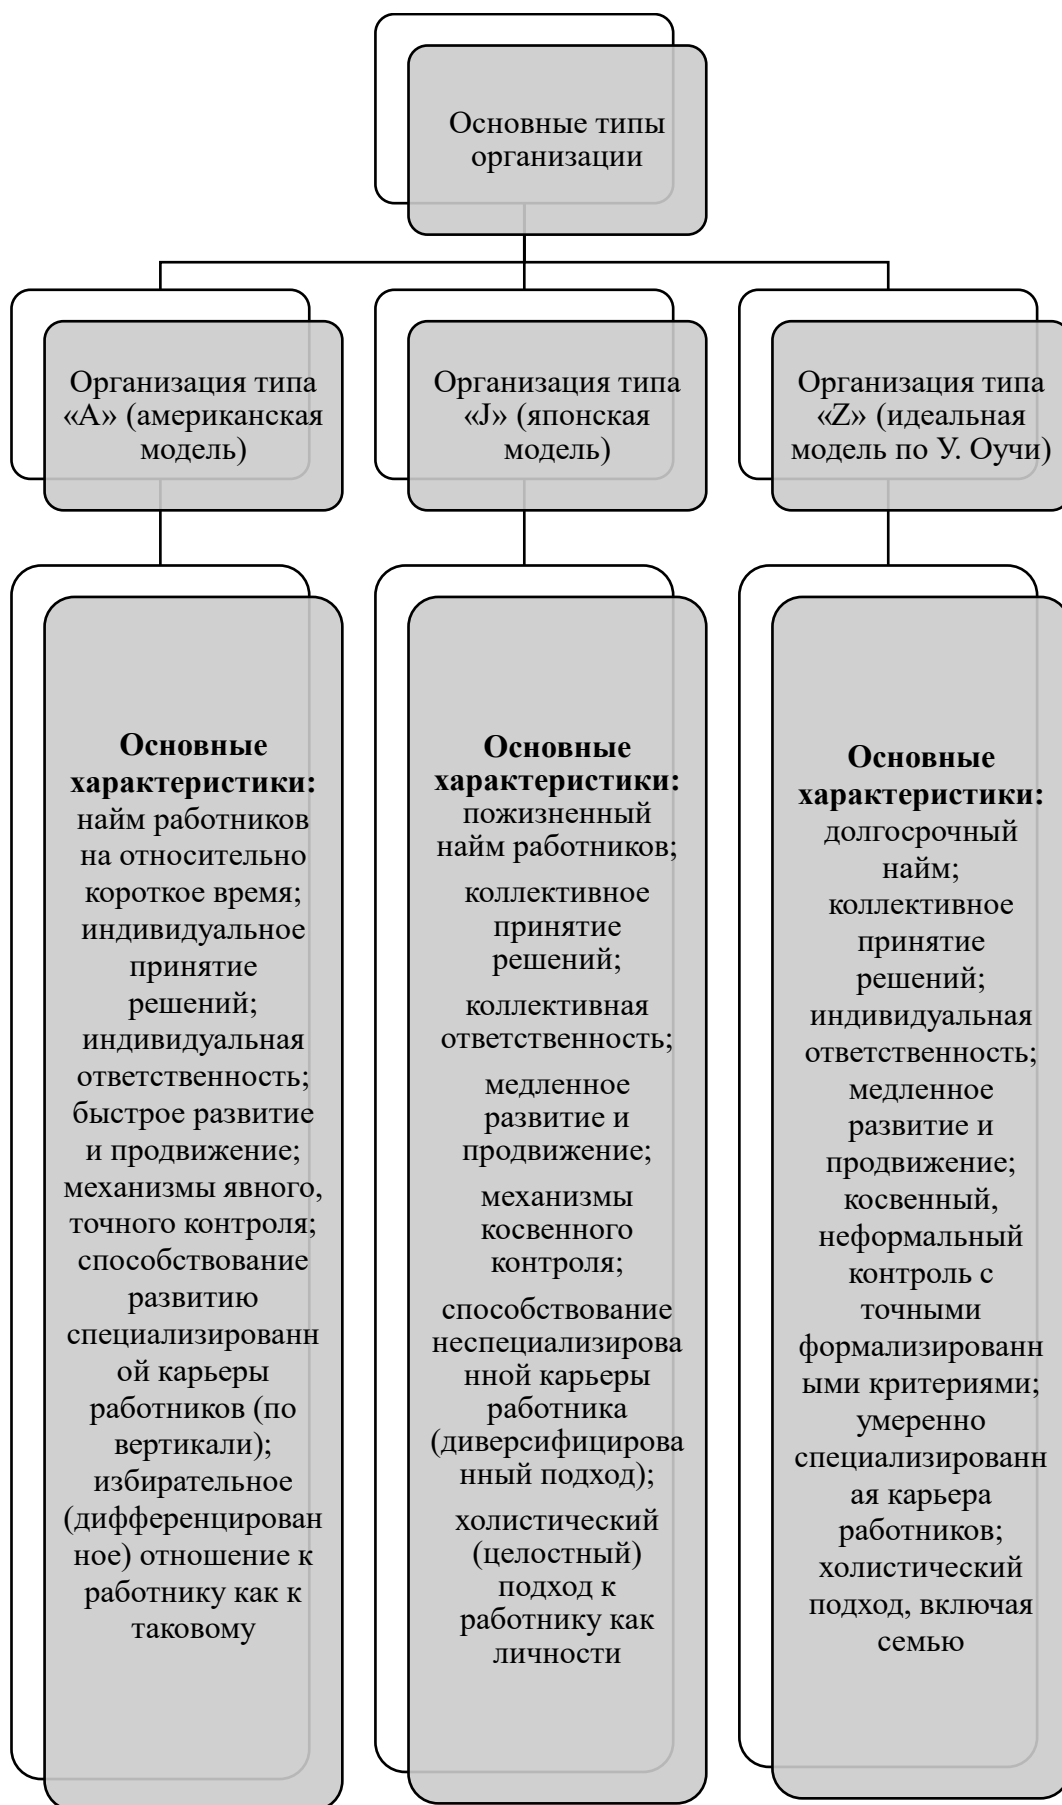 Основные типы
организации
Организация типа
«А» (американская
модель)
Организация типа
«J» (японская
модель)
Организация типа
«Z» (идеальная
модель по У. Оучи)
Основные
характеристики:
найм работников
на относительно
короткое время;
индивидуальное
принятие
решений;
индивидуальная
ответственность;
быстрое развитие
и продвижение;
механизмы явного,
точного контроля;
способствование
развитию
специализированн
ой карьеры
работников (по
вертикали);
избирательное
(дифференцирован
ное) отношение к
работнику как к
таковому
Основные
характеристики:
пожизненный
найм работников;
коллективное
принятие
решений;
коллективная
ответственность;
медленное
развитие и
продвижение;
механизмы
косвенного
контроля;
способствование
неспециализирова
нной карьеры
работника
(диверсифицирова
нный подход);
холистический
(целостный)
подход к
работнику как
личности
Основные
характеристики:
долгосрочный
найм;
коллективное
принятие
решений;
индивидуальная
ответственность;
медленное
развитие и
продвижение;
косвенный,
неформальный
контроль с
точными
формализированн
ыми критериями;
умеренно
специализированн
ая карьера
работников;
холистический
подход, включая
семью